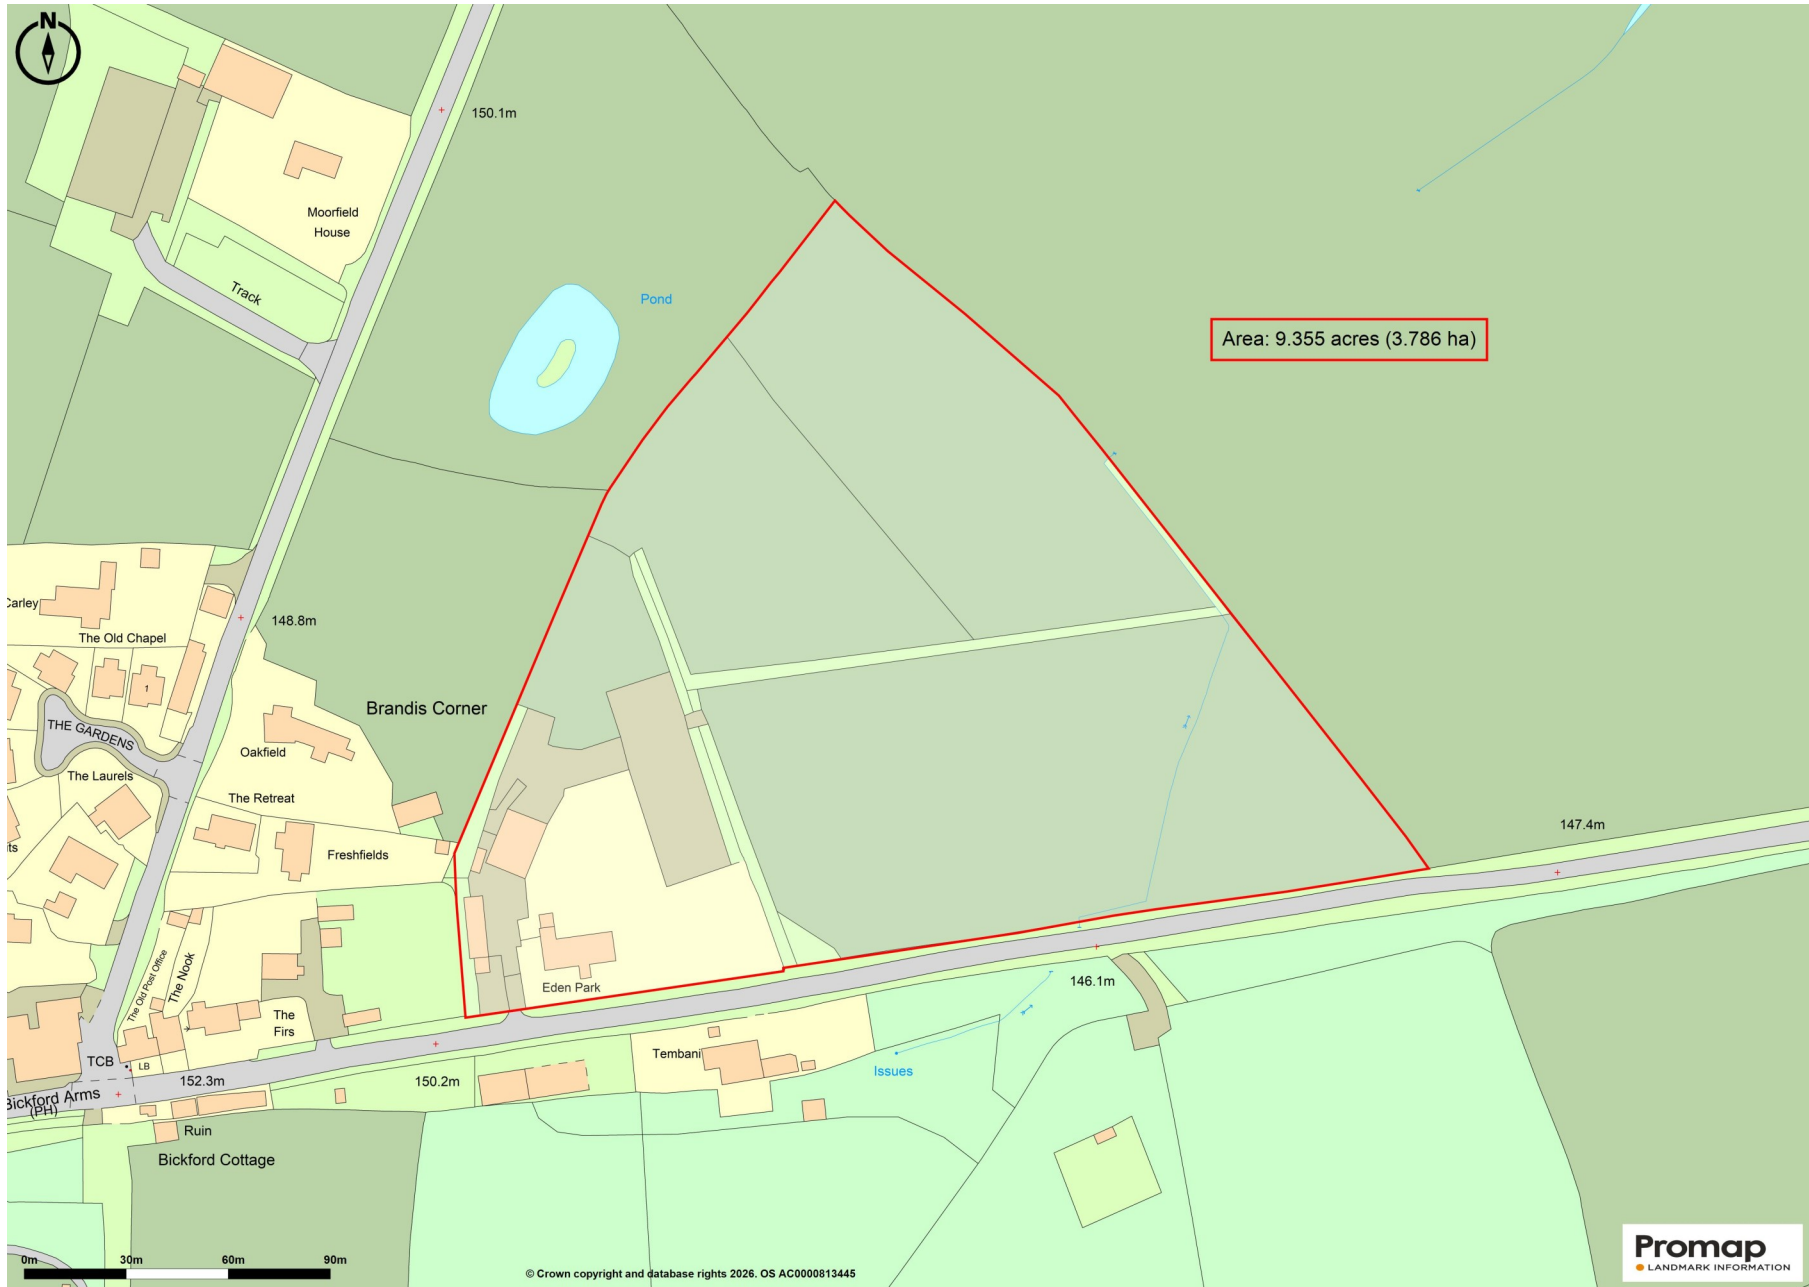 N
150.1m
Moorfield
House
Track
Pond
Area: 9.355 acres (3.786 ha)
148.8m
Carley
The Old Chapel
1
THE GARDENS
Brandis Corner
Oakfield
The Laurels
The Retreat
Freshfields
147.4m
The Old Post Office
The Nook
The
Firs
Eden Park
146.1m
TCB
LB
152.3m
150.2m
Tembani
Issues
Bickford Arms
(PH)
Ruin
Bickford Cottage
0m 30m 60m 90m
© Crown copyright and database rights 2026. OS AC0000813445
Promap
LANDMARK INFORMATION